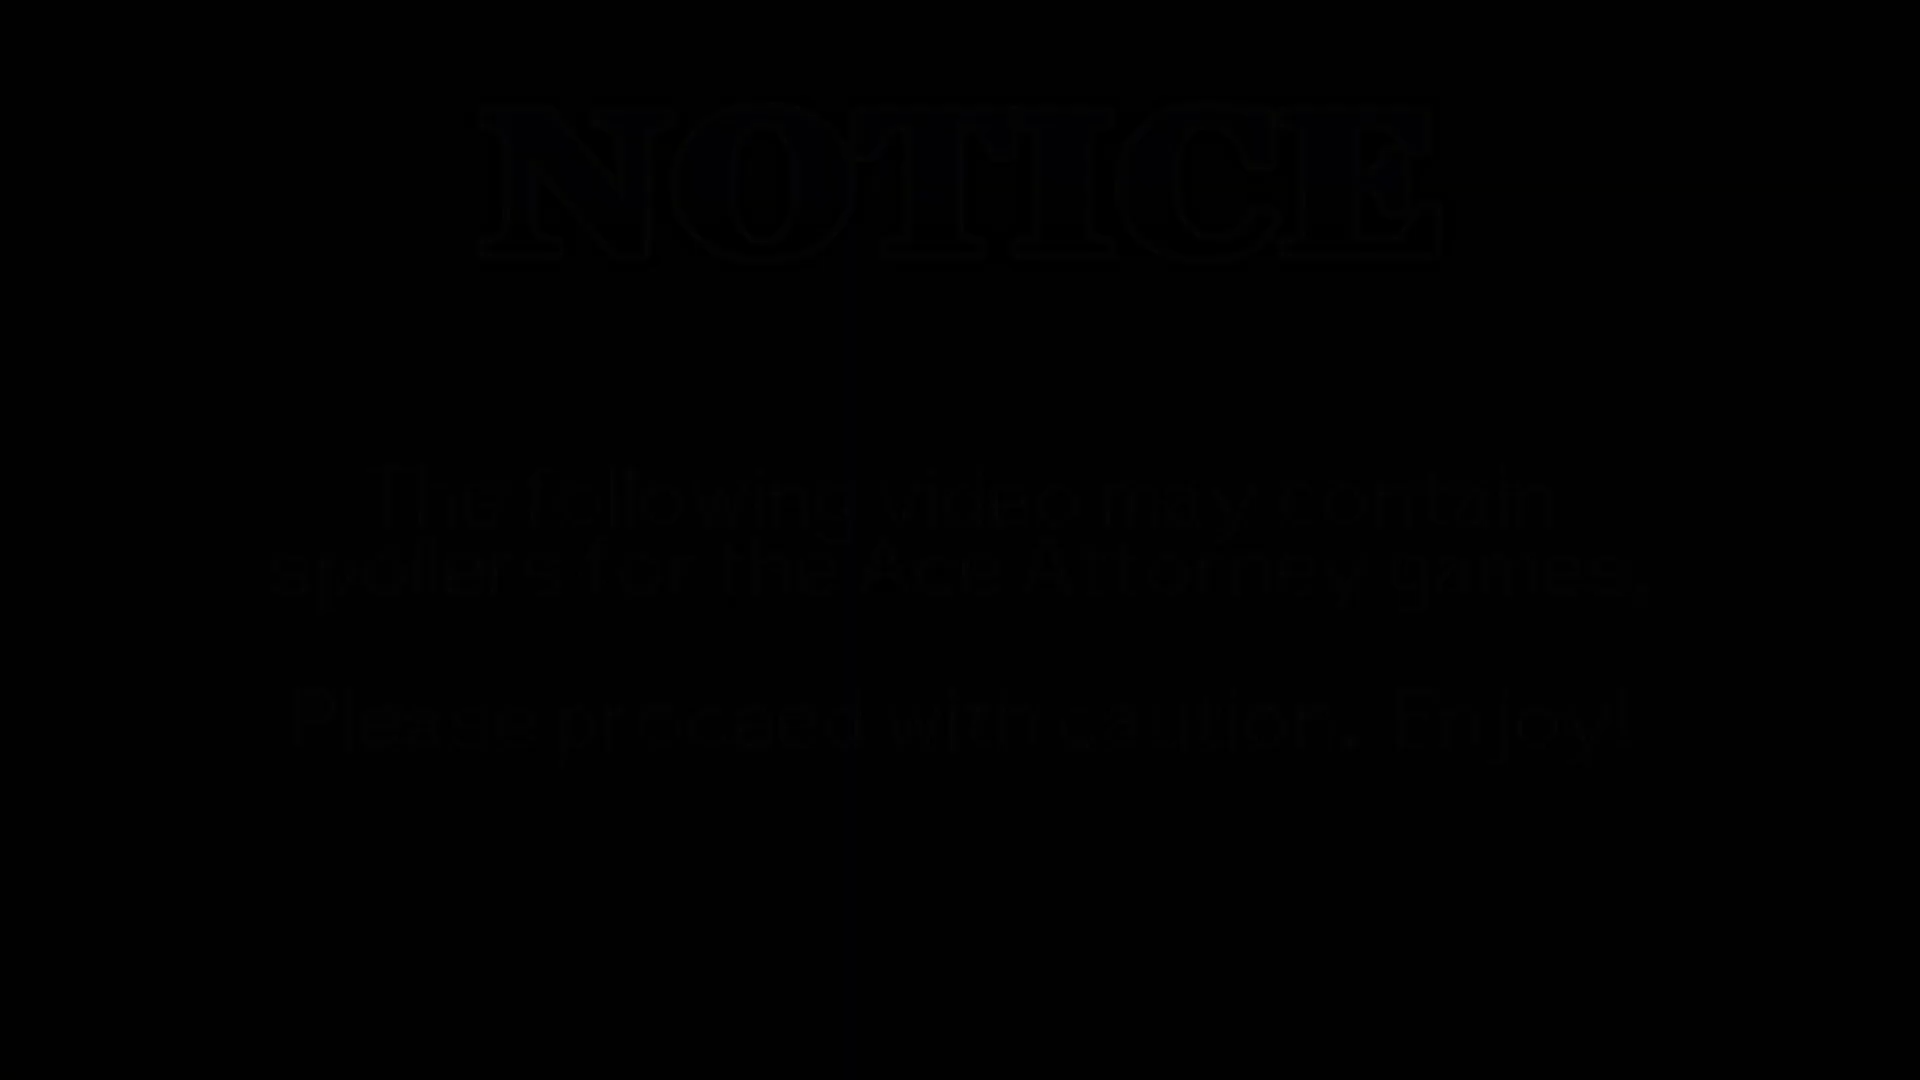 NOTICE
The following video may contain
spoilers for the Ace Attorney games.
Please proceed with caution. Enjoy!